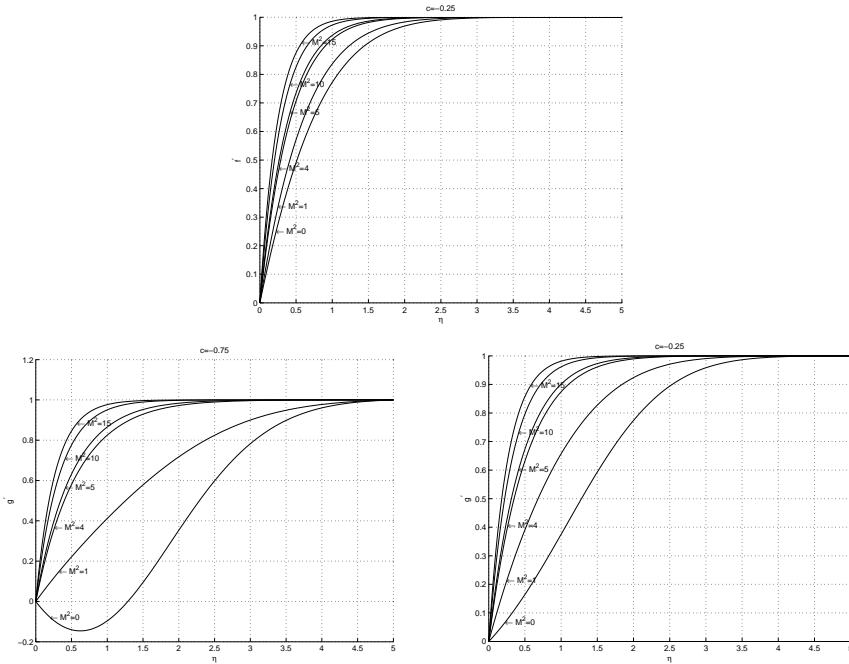 c=−0.25
1
0.9
0.8
0.7
0.6
0.5
0.4
0.3
0.2
0.1
0
f′
← M²=15
← M²=10
← M²=5
← M²=4
← M²=1
← M²=0
0 0.5 1 1.5 2 2.5 3 3.5 4 4.5 5
η
c=−0.75
1.2
1
0.8
0.6
0.4
0.2
0
−0.2
g′
← M²=15
← M²=10
← M²=5
← M²=4
← M²=1
← M²=0
0 0.5 1 1.5 2 2.5 3 3.5 4 4.5 5
η
c=−0.25
1
0.9
0.8
0.7
0.6
0.5
0.4
0.3
0.2
0.1
0
g′
← M²=15
← M²=10
← M²=5
← M²=4
← M²=1
← M²=0
0 0.5 1 1.5 2 2.5 3 3.5 4 4.5
η